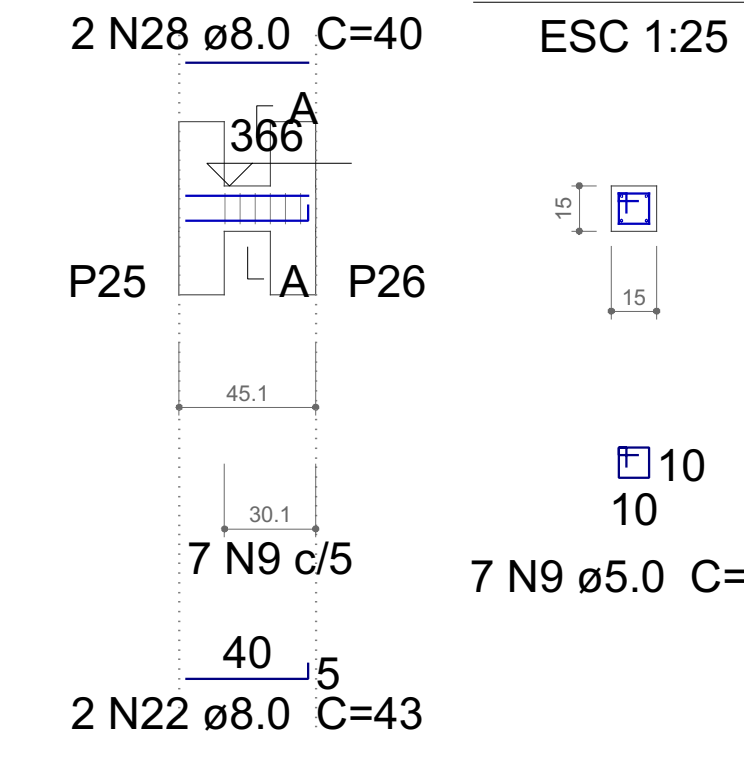 2 N28 ø8.0 C=40
ESC 1:25
A
366
15
P25
A
P26
15
45.1
10
10
30.1
7 N9 c/5
7 N9 ø5.0 C=
40
5
2 N22 ø8.0 C=43